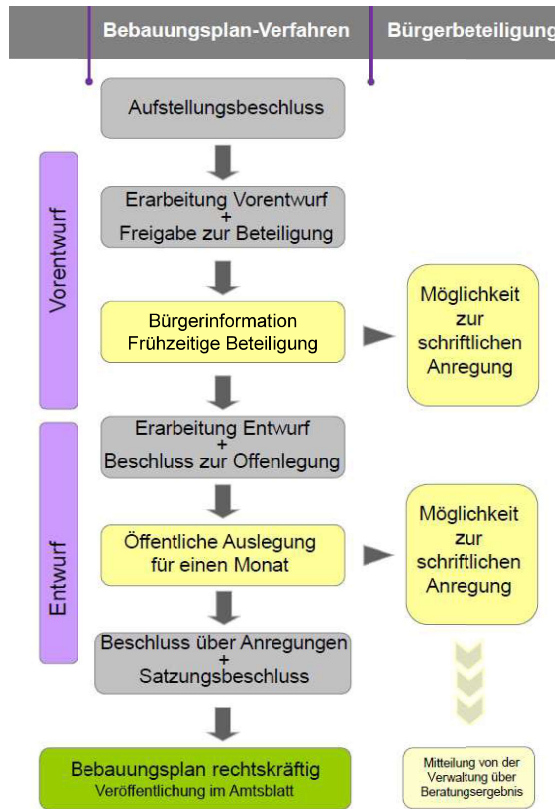 Bebauungsplan-Verfahren
Bürgerbeteiligung
Aufstellungsbeschluss
Vorentwurf
Erarbeitung Vorentwurf
+
Freigabe zur Beteiligung
Bürgerinformation
Frühzeitige Beteiligung
Möglichkeit
zur
schriftlichen
Anregung
Entwurf
Erarbeitung Entwurf
+
Beschluss zur Offenlegung
Öffentliche Auslegung
für einen Monat
Möglichkeit
zur
schriftlichen
Anregung
Beschluss über Anregungen
+
Satzungsbeschluss
Bebauungsplan rechtskräftig
Veröffentlichung im Amtsblatt
Mitteilung von der
Verwaltung über
Beratungsergebnis